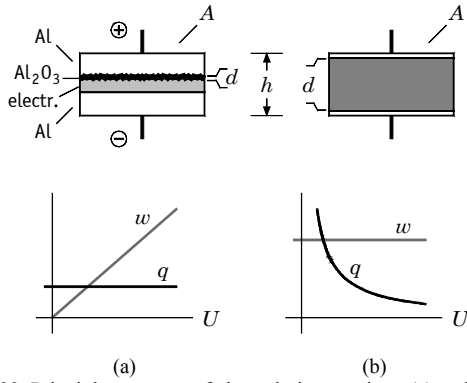 ⊕ A A
Al
Al₂O₃ d h d
electr.
Al
⊖
w w
q q
U U
(a) (b)